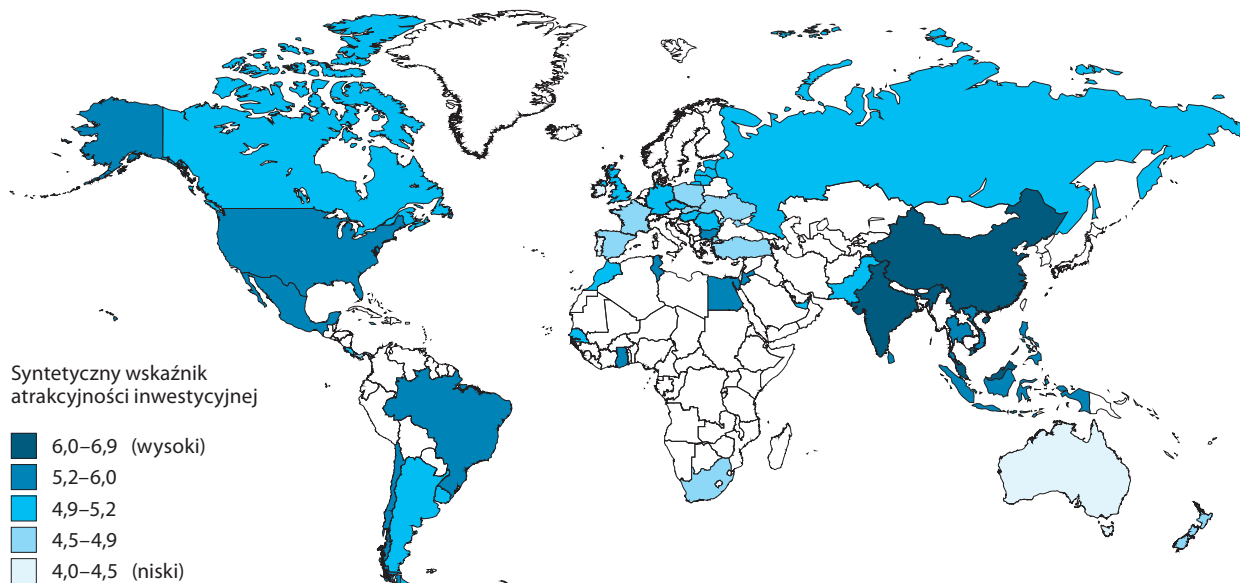 Syntetyczny wskaźnik
atrakcyjności inwestycyjnej
6,0–6,9 (wysoki)
5,2–6,0
4,9–5,2
4,5–4,9
4,0–4,5 (niski)